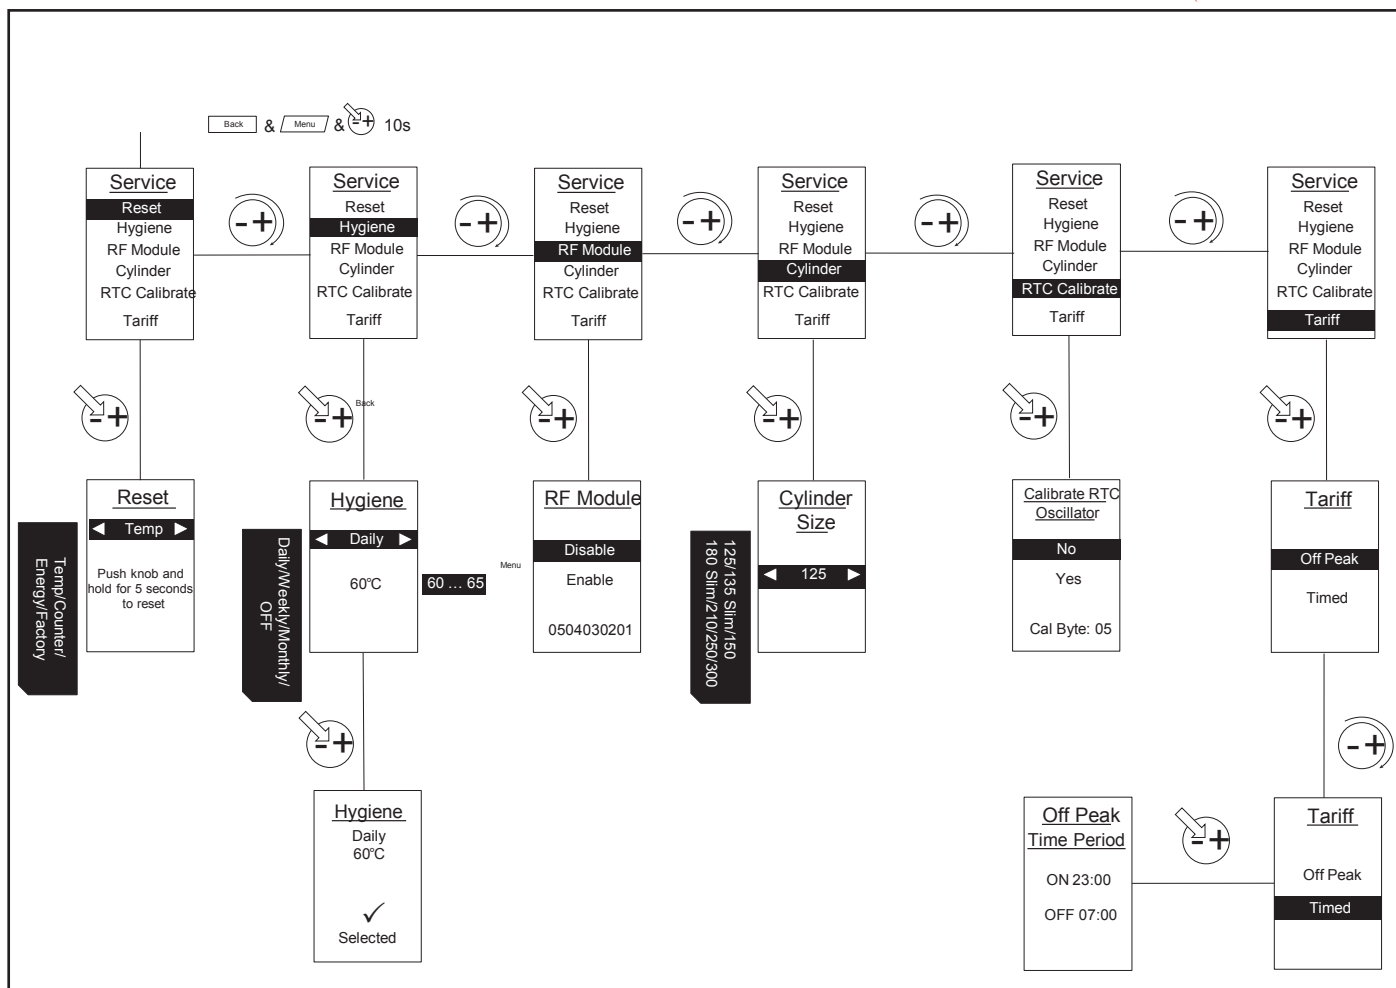 Back & Menu & - + 10s
Service
Reset
Hygiene
RF Module
Cylinder
RTC Calibrate
Tariff
- +
Service
Reset
Hygiene
RF Module
Cylinder
RTC Calibrate
Tariff
- +
Service
Reset
Hygiene
RF Module
Cylinder
RTC Calibrate
Tariff
- +
Service
Reset
Hygiene
RF Module
Cylinder
RTC Calibrate
Tariff
- +
Service
Reset
Hygiene
RF Module
Cylinder
RTC Calibrate
Tariff
- +
Service
Reset
Hygiene
RF Module
Cylinder
RTC Calibrate
Tariff
- +
- +
Back
- +
- +
- +
- +
Temp/Counter/
Energy/Factory
Reset
◀ Temp ▶
Push knob and
hold for 5 seconds
to reset
Daily/Weekly/Monthly/
OFF
Hygiene
◀ Daily ▶
60°C
60 ... 65
Menu
RF Module
Disable
Enable
0504030201
125/135 Slim/150
180 Slim/210/250/300
Cylinder
Size
◀ 125 ▶
Calibrate RTC
Oscillator
No
Yes
Cal Byte: 05
Tariff
Off Peak
Timed
- +
- +
Hygiene
Daily
60°C
✓
Selected
Off Peak
Time Period
ON 23:00
OFF 07:00
- +
Tariff
Off Peak
Timed